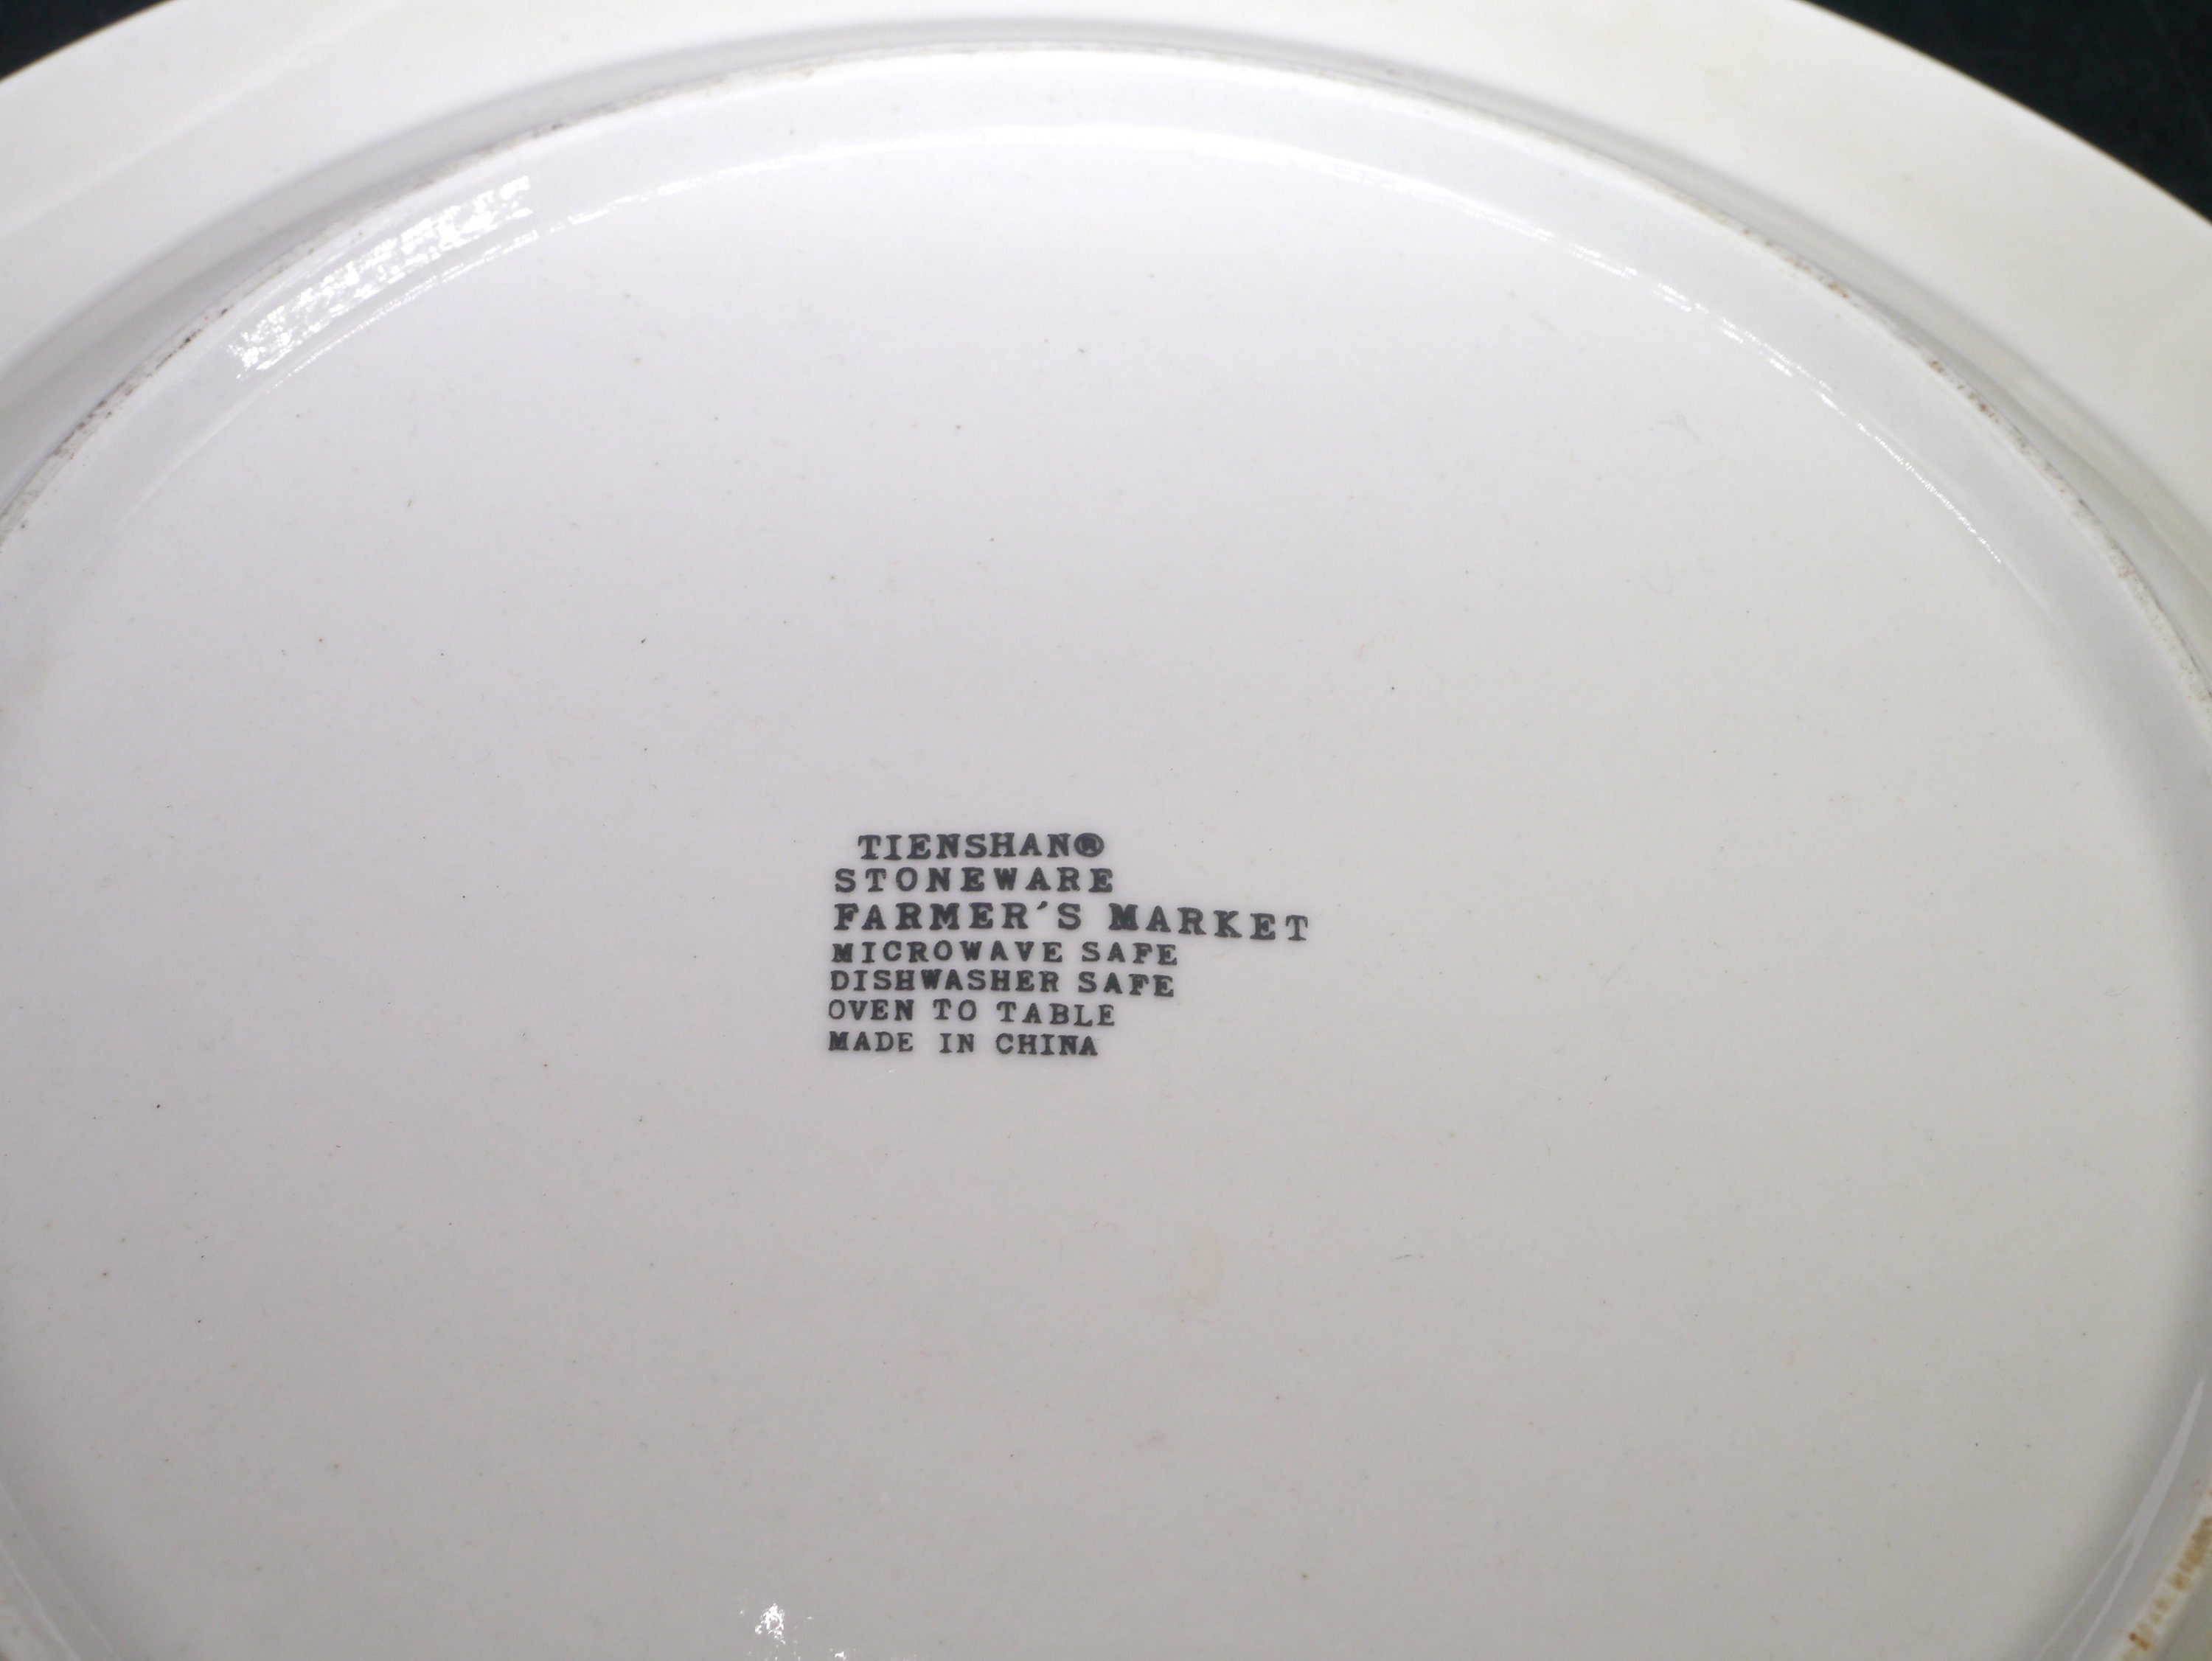 TIENSHAN®
STONEWARE
FARMER'S MARKET
MICROWAVE SAFE
DISHWASHER SAFE
OVEN TO TABLE
MADE IN CHINA